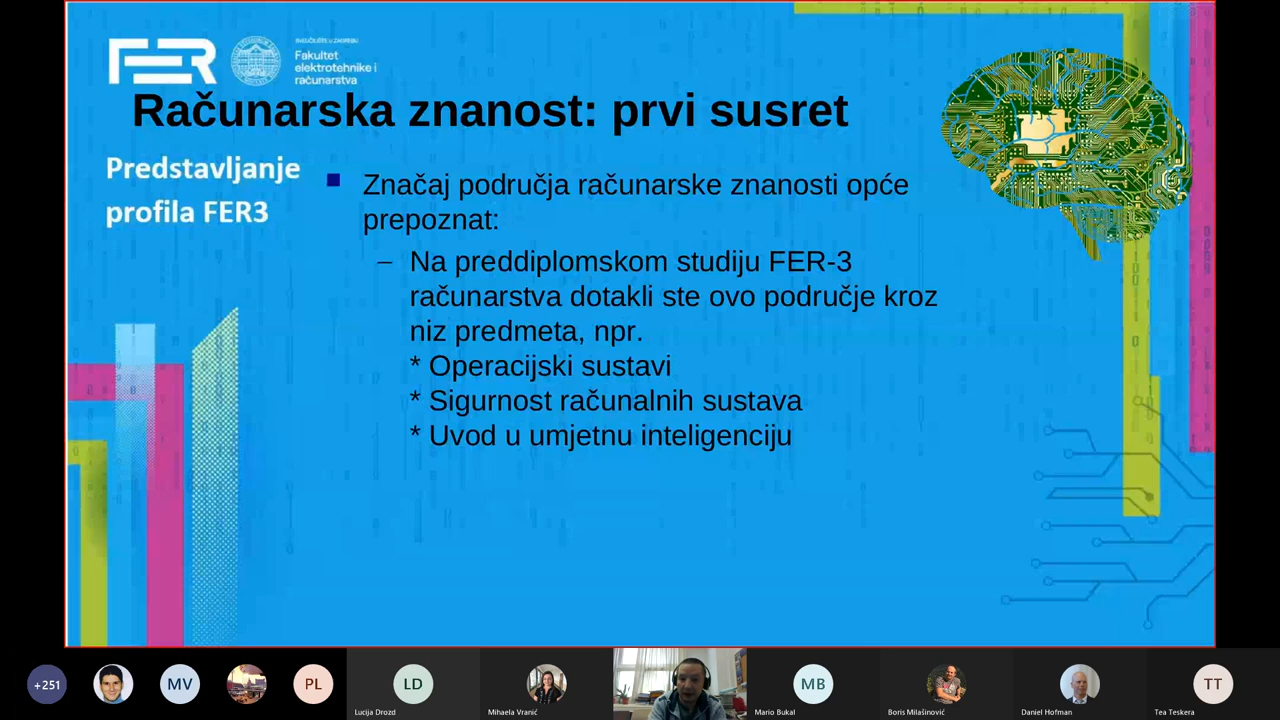 FER
SVEUČILIŠTE U ZAGREBU
Fakultet
elektrotehnike i
računarstva
Računarska znanost: prvi susret
Predstavljanje
profila FER3
Značaj područja računarske znanosti opće
prepoznat:
– Na preddiplomskom studiju FER-3
računarstva dotakli ste ovo područje kroz
niz predmeta, npr.
* Operacijski sustavi
* Sigurnost računalnih sustava
* Uvod u umjetnu inteligenciju
+251
MV
PL
LD
MB
TT
Lucija Drozd
Mihaela Vranić
Mario Bukal
Boris Milašinović
Daniel Hofman
Tea Teskera